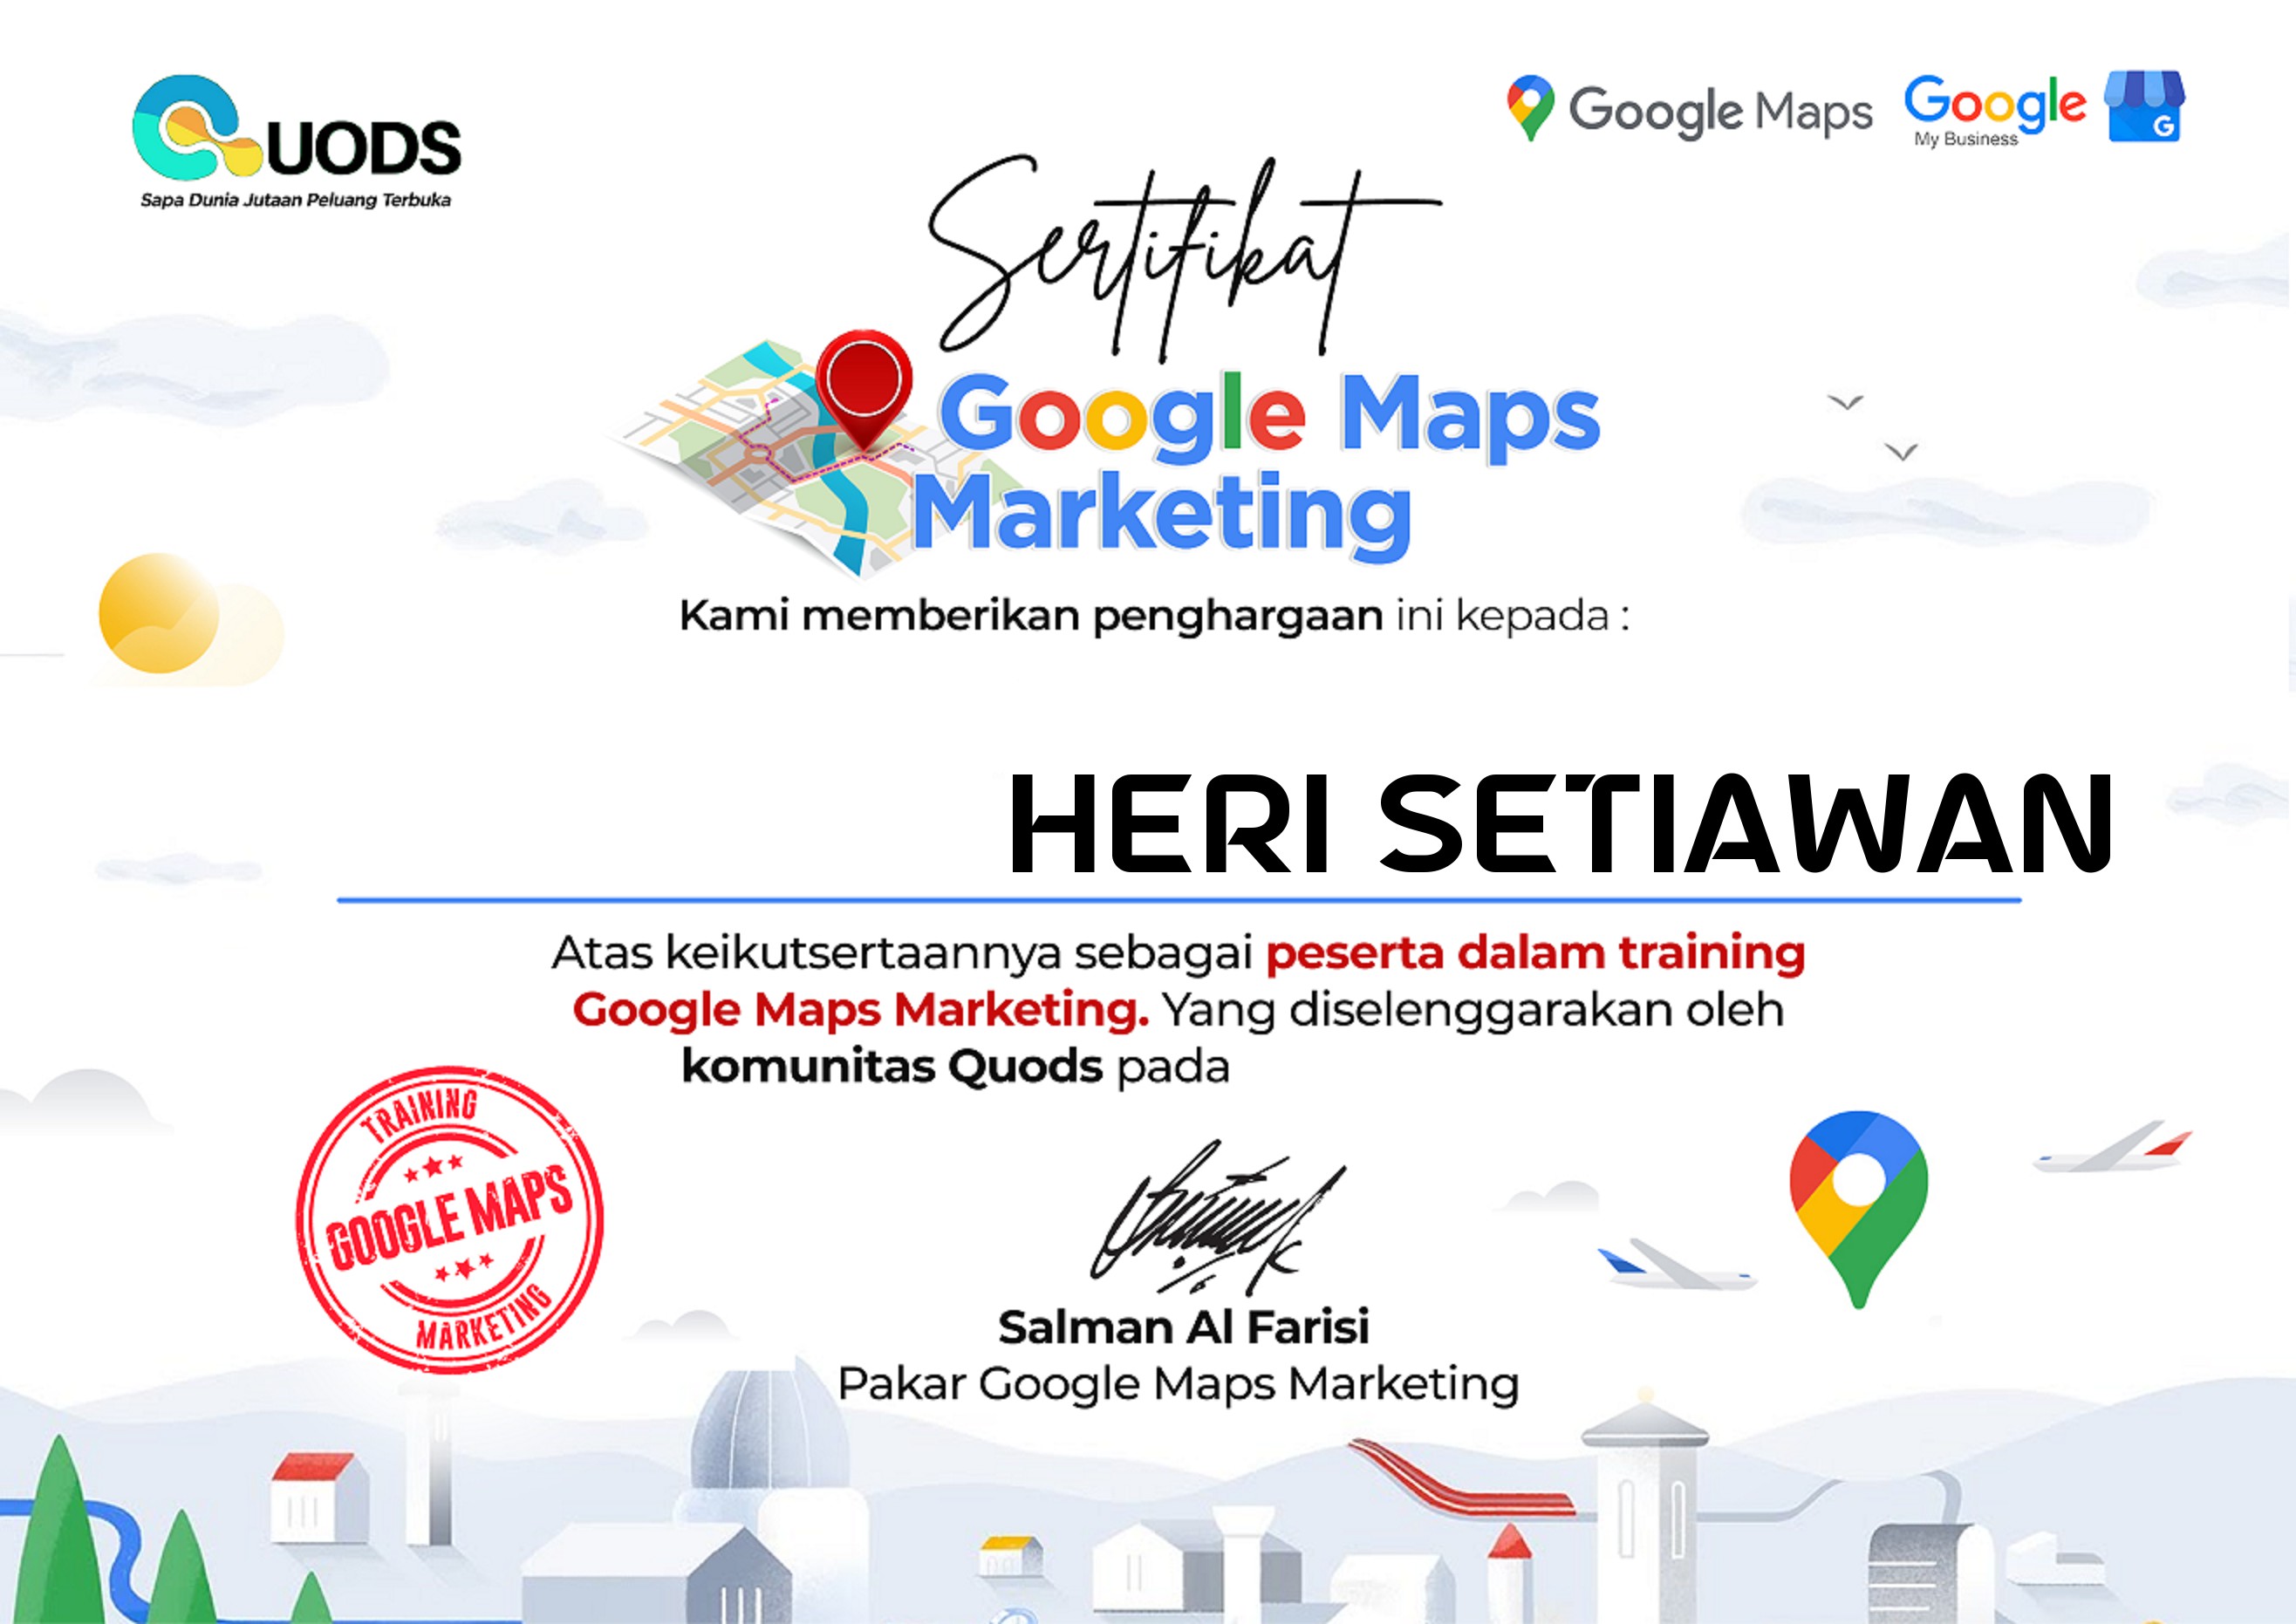 QUODS
Sapa Dunia Jutaan Peluang Terbuka
Google Maps
Google
My Business
G
Sertifikat
Google Maps
Marketing
Kami memberikan penghargaan ini kepada :
HERI SETIAWAN
Atas keikutsertaannya sebagai peserta dalam training
Google Maps Marketing. Yang diselenggarakan oleh
komunitas Quods pada
TRAINING
GOOGLE MAPS
MARKETING
Salman Al Farisi
Pakar Google Maps Marketing